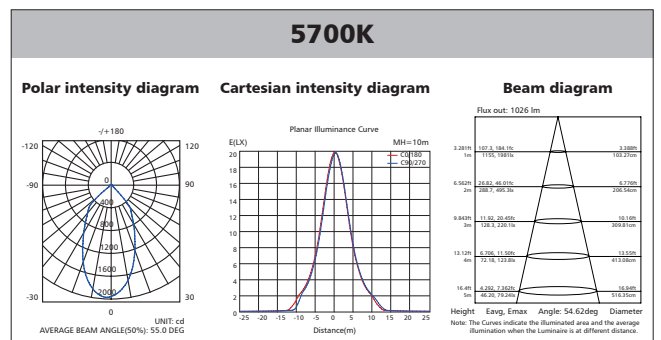 5700K
Polar intensity diagram
Cartesian intensity diagram
Beam diagram
-/+180
-120
120
-90
90
-30
30
0
0
400
800
1200
1600
2000
UNIT: cd
AVERAGE BEAM ANGLE(50%): 55.0 DEG
Planar Illuminance Curve
E(LX)
MH=10m
C0/180
C90/270
20
18
16
14
12
10
8
6
4
2
0
-25 -20 -15 -10 -5 0 5 10 15 20 25
Distance(m)
Flux out: 1026 lm
3.281ft 107.3, 184.1fc 3.388ft
1m 1155, 1981lx 103.27cm
6.562ft 26.82, 46.01fc 6.776ft
2m 288.7, 495.3lx 206.54cm
9.843ft 11.92, 20.45fc 10.16ft
3m 128.3, 220.1lx 309.81cm
13.12ft 6.706, 11.50fc 13.55ft
4m 72.18, 123.8lx 413.08cm
16.4ft 4.292, 7.362fc 16.94ft
5m 46.20, 79.24lx 516.35cm
Height Eavg, Emax Angle: 54.62deg Diameter
Note: The Curves indicate the illuminated area and the average
illumination when the Luminaire is at different distance.